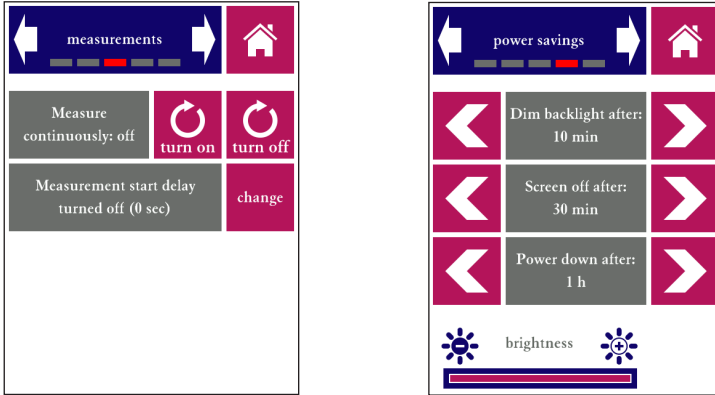 measurements
Measure
continuously: off
turn on
turn off
Measurement start delay
turned off (0 sec)
change
power savings
Dim backlight after:
10 min
Screen off after:
30 min
Power down after:
1 h
brightness